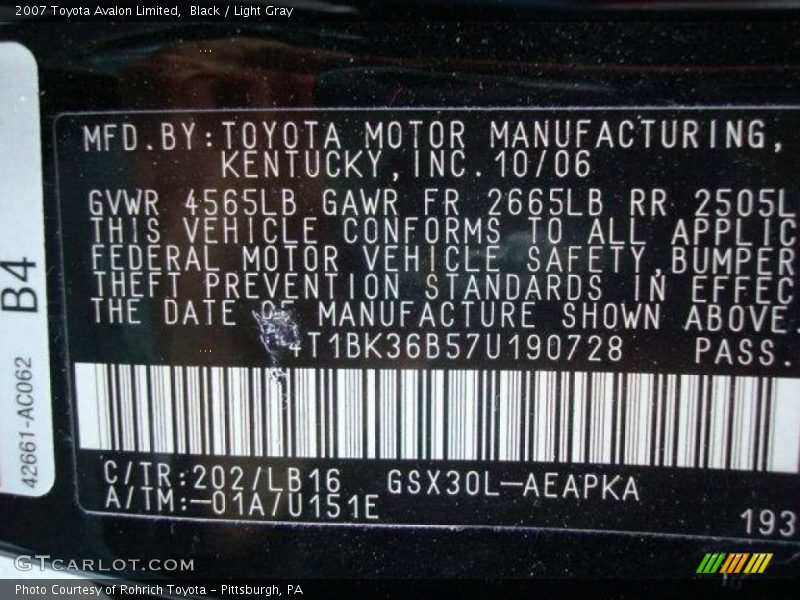 2007 Toyota Avalon Limited,  Black / Light Gray
MFD.BY:TOYOTA MOTOR MANUFACTURING,
KENTUCKY,INC.10/06
GVWR 4565LB GAWR FR 2665LB RR 2505L
THIS VEHICLE CONFORMS TO ALL APPLIC
FEDERAL MOTOR VEHICLE SAFETY,BUMPER
THEFT PREVENTION STANDARDS IN EFFEC
THE DATE OF MANUFACTURE SHOWN ABOVE.
4T1BK36B57U190728 PASS.
C/TR:202/LB16 GSX30L-AEAPKA
A/TM:-01A/U151E
193
B4
42661-AC062
GTCARLOT.COM
Photo Courtesy of Rohrich Toyota - Pittsburgh, PA